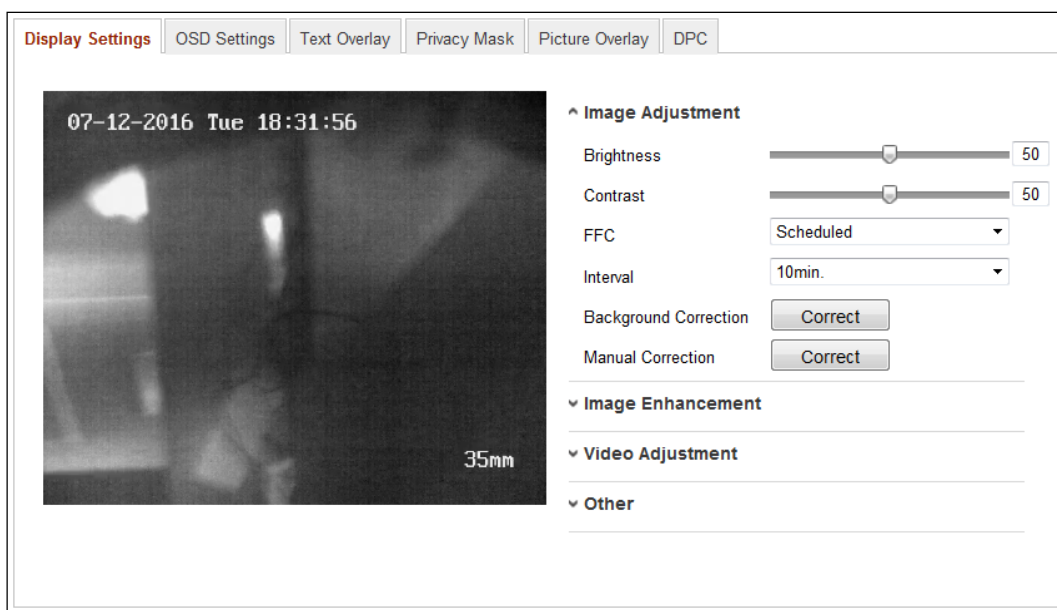 Display Settings OSD Settings Text Overlay Privacy Mask Picture Overlay DPC
07-12-2016 Tue 18:31:56
35mm
Image Adjustment
Brightness 50
Contrast 50
FFC Scheduled
Interval 10min.
Background Correction Correct
Manual Correction Correct
Image Enhancement
Video Adjustment
Other